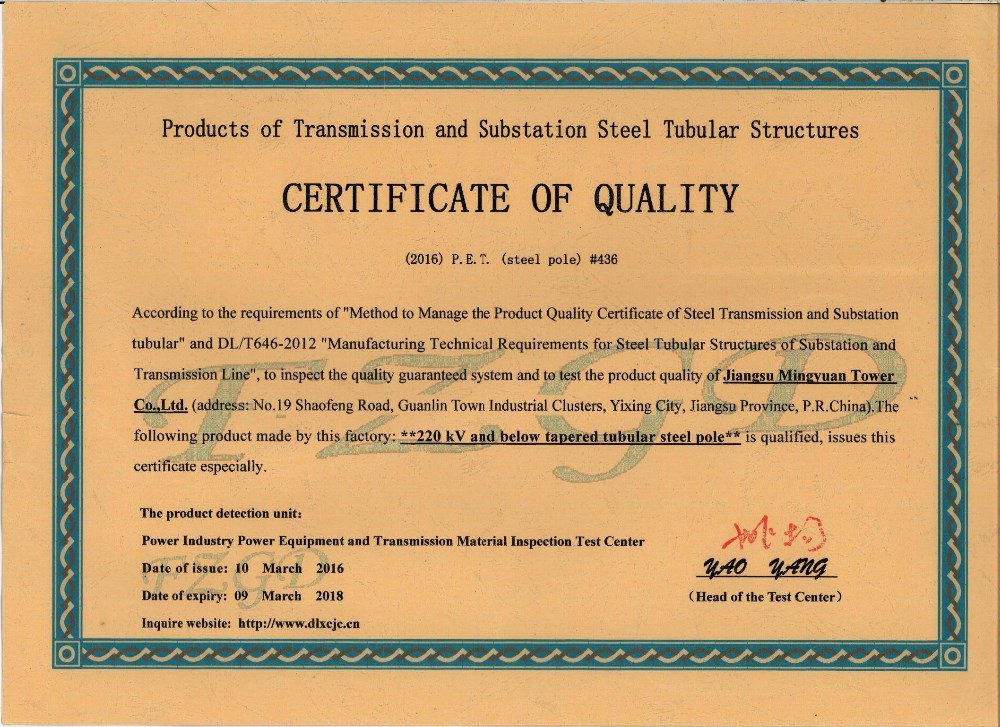 Products of Transmission and Substation Steel Tubular Structures
CERTIFICATE OF QUALITY
(2016) P.E.T. (steel pole) #436
According to the requirements of "Method to Manage the Product Quality Certificate of Steel Transmission and Substation
tubular" and DL/T646-2012 "Manufacturing Technical Requirements for Steel Tubular Structures of Substation and
Transmission Line", to inspect the quality guaranteed system and to test the product quality of Jiangsu Mingyuan Tower
Co.,Ltd. (address: No.19 Shaofeng Road, Guanlin Town Industrial Clusters, Yixing City, Jiangsu Province, P.R.China).The
following product made by this factory: **220 kV and below tapered tubular steel pole** is qualified, issues this
certificate especially.
FZGD
The product detection unit:
Power Industry Power Equipment and Transmission Material Inspection Test Center
Date of issue: 10 March 2016
Date of expiry: 09 March 2018
Inquire website: http://www.dlxcjc.cn
FZGD
YAO YANG
(Head of the Test Center)